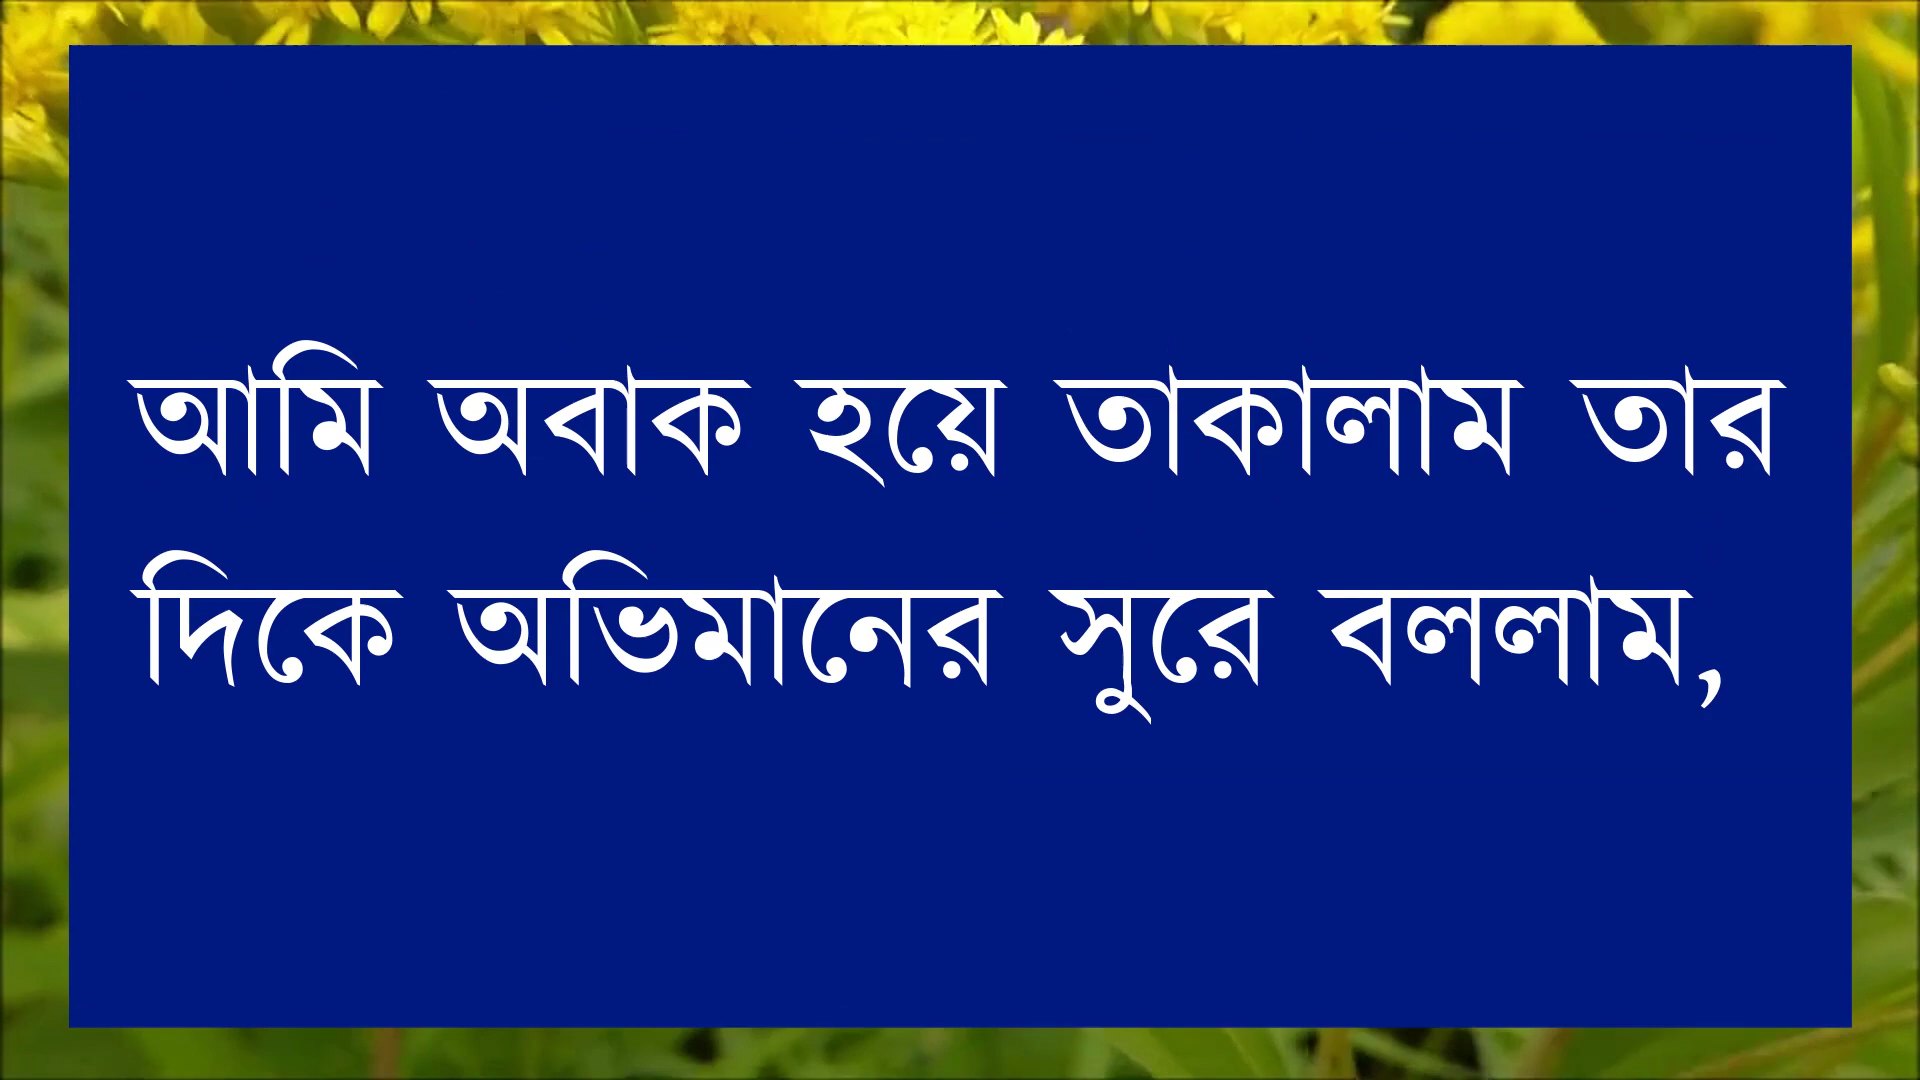 আমি অবাক হয়ে তাকালাম তার
দিকে অভিমানের সুরে বললাম,